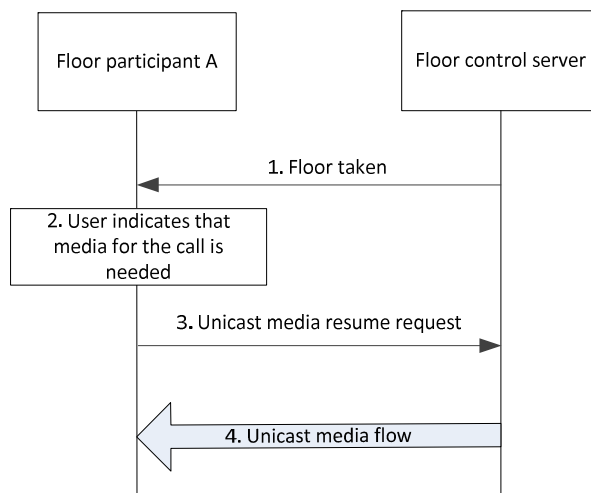 Floor participant A
Floor control server
1. Floor taken
2. User indicates that
media for the call is
needed
3. Unicast media resume request
4. Unicast media flow